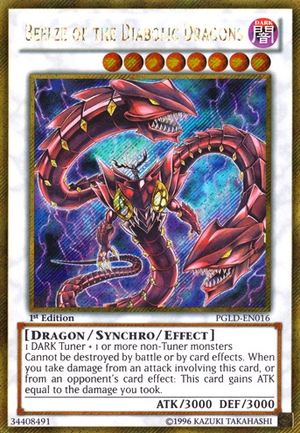 BEELZE OF THE DIABOLIC DRAGONS
DARK
闇
1st Edition
PGLD-EN016
[Dragon/Synchro/Effect]
1 DARK Tuner + 1 or more non-Tuner monsters
Cannot be destroyed by battle or by card effects. When
you take damage from an attack involving this card, or
from an opponent's card effect: This card gains ATK
equal to the damage you took.
ATK/3000 DEF/3000
34408491
©1996 KAZUKI TAKAHASHI